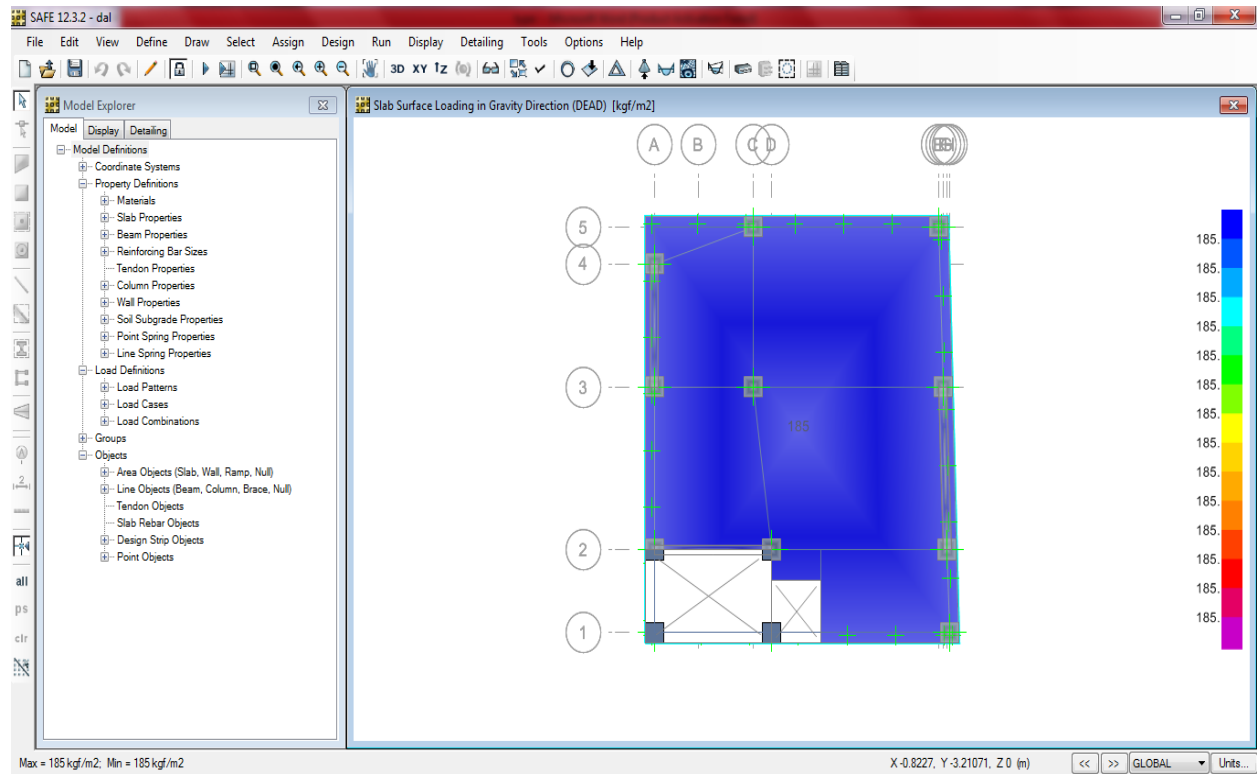 SAFE 12.3.2 - dal
File Edit View Define Draw Select Assign Design Run Display Detailing Tools Options Help
3D XY
Model Explorer
Model Display Detailing
Model Definitions
Coordinate Systems
Property Definitions
Materials
Slab Properties
Beam Properties
Reinforcing Bar Sizes
Tendon Properties
Column Properties
Wall Properties
Soil Subgrade Properties
Point Spring Properties
Line Spring Properties
Load Definitions
Load Patterns
Load Cases
Load Combinations
Groups
Objects
Area Objects (Slab, Wall, Ramp, Null)
Line Objects (Beam, Column, Brace, Null)
Tendon Objects
Slab Rebar Objects
Design Strip Objects
Point Objects
all
ps
clr
Slab Surface Loading in Gravity Direction (DEAD) [kgf/m2]
A B C D
5
4
3
2
1
185
185.
185.
185.
185.
185.
185.
185.
185.
185.
185.
185.
185.
185.
185.
Max = 185 kgf/m2; Min = 185 kgf/m2
X -0.8227, Y -3.21071, Z 0 (m)
<< >> GLOBAL Units...